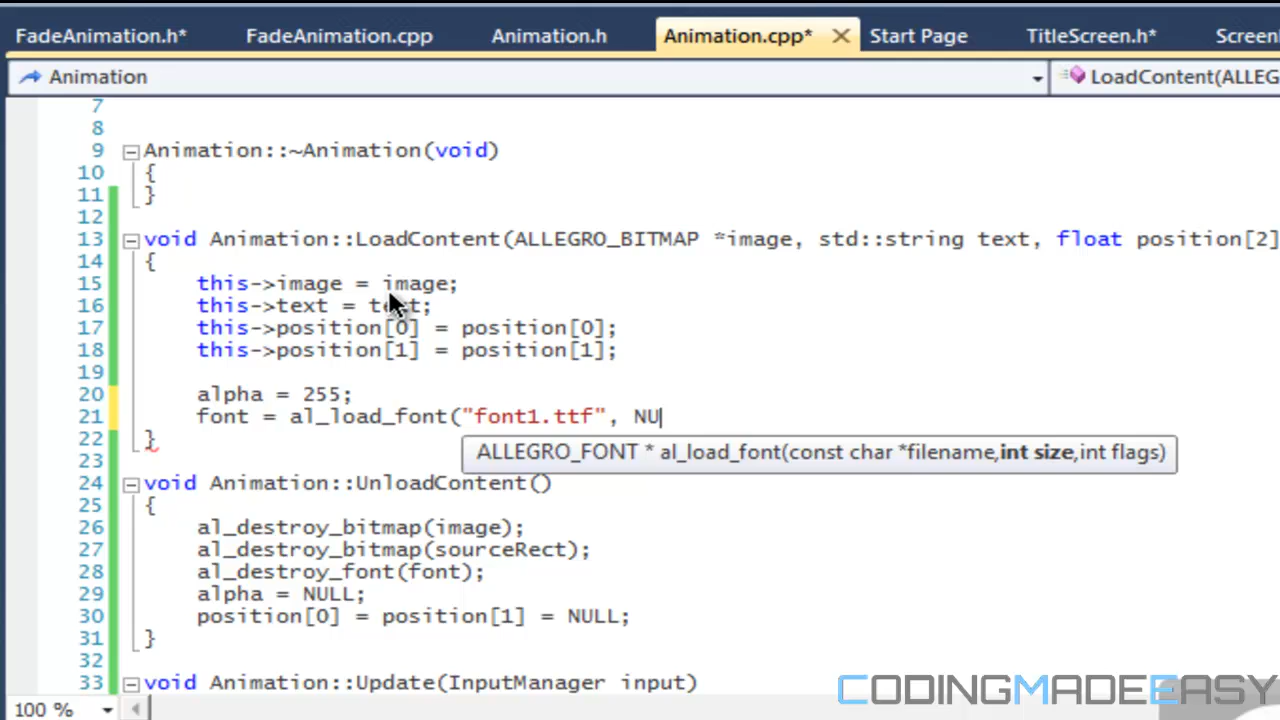 FadeAnimation.h* FadeAnimation.cpp Animation.h Animation.cpp* Start Page TitleScreen.h* Screen
Animation LoadContent(ALLEG
7
8
9 Animation::~Animation(void)
10 {
11 }
12
13 void Animation::LoadContent(ALLEGRO_BITMAP *image, std::string text, float position[2]
14 {
15 this->image = image;
16 this->text = text;
17 this->position[0] = position[0];
18 this->position[1] = position[1];
19
20 alpha = 255;
21 font = al_load_font("font1.ttf", NU
22 }
ALLEGRO_FONT * al_load_font(const char *filename,int size,int flags)
23
24 void Animation::UnloadContent()
25 {
26 al_destroy_bitmap(image);
27 al_destroy_bitmap(sourceRect);
28 al_destroy_font(font);
29 alpha = NULL;
30 position[0] = position[1] = NULL;
31 }
32
33 void Animation::Update(InputManager input)
CODINGMADEEASY
100 %